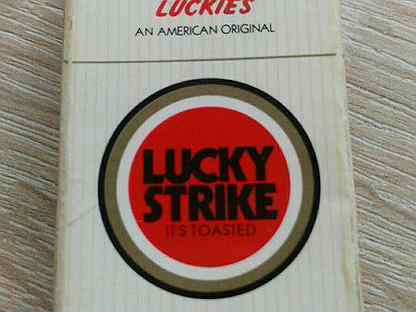 LUCKIES
AN AMERICAN ORIGINAL
LUCKY
STRIKE
IT'S TOASTED